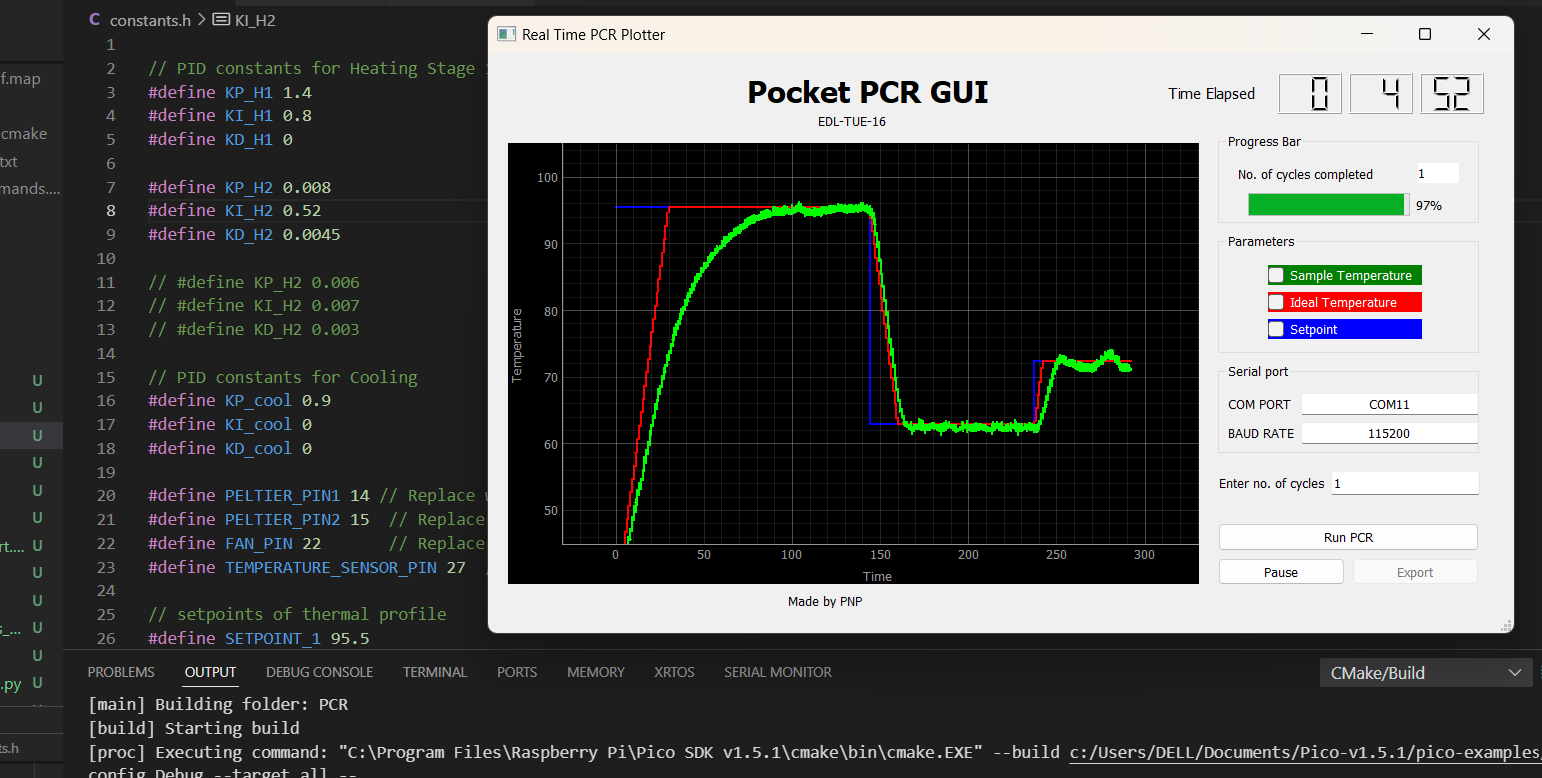 f.map
cmake
txt
mands....
U
U
U
U
U
U
rt.... U
U
U
s_... U
U
.py U
ts.h
C constants.h > KI_H2
1
2 // PID constants for Heating Stage
3 #define KP_H1 1.4
4 #define KI_H1 0.8
5 #define KD_H1 0
6
7 #define KP_H2 0.008
8 #define KI_H2 0.52
9 #define KD_H2 0.0045
10
11 // #define KP_H2 0.006
12 // #define KI_H2 0.007
13 // #define KD_H2 0.003
14
15 // PID constants for Cooling
16 #define KP_cool 0.9
17 #define KI_cool 0
18 #define KD_cool 0
19
20 #define PELTIER_PIN1 14 // Replace
21 #define PELTIER_PIN2 15 // Replace
22 #define FAN_PIN 22 // Replace
23 #define TEMPERATURE_SENSOR_PIN 27
24
25 // setpoints of thermal profile
26 #define SETPOINT_1 95.5
Real Time PCR Plotter
Pocket PCR GUI
EDL-TUE-16
Time Elapsed 0 4 52
100
90
80
70
60
50
Temperature
0 50 100 150 200 250 300
Time
Made by PNP
Progress Bar
No. of cycles completed 1
97%
Parameters
Sample Temperature
Ideal Temperature
Setpoint
Serial port
COM PORT COM11
BAUD RATE 115200
Enter no. of cycles 1
Run PCR
Pause Export
PROBLEMS OUTPUT DEBUG CONSOLE TERMINAL PORTS MEMORY XRTOS SERIAL MONITOR
CMake/Build
[main] Building folder: PCR
[build] Starting build
[proc] Executing command: "C:\Program Files\Raspberry Pi\Pico SDK v1.5.1\cmake\bin\cmake.EXE" --build c:/Users/DELL/Documents/Pico-v1.5.1/pico-examples/
config Debug --target all --